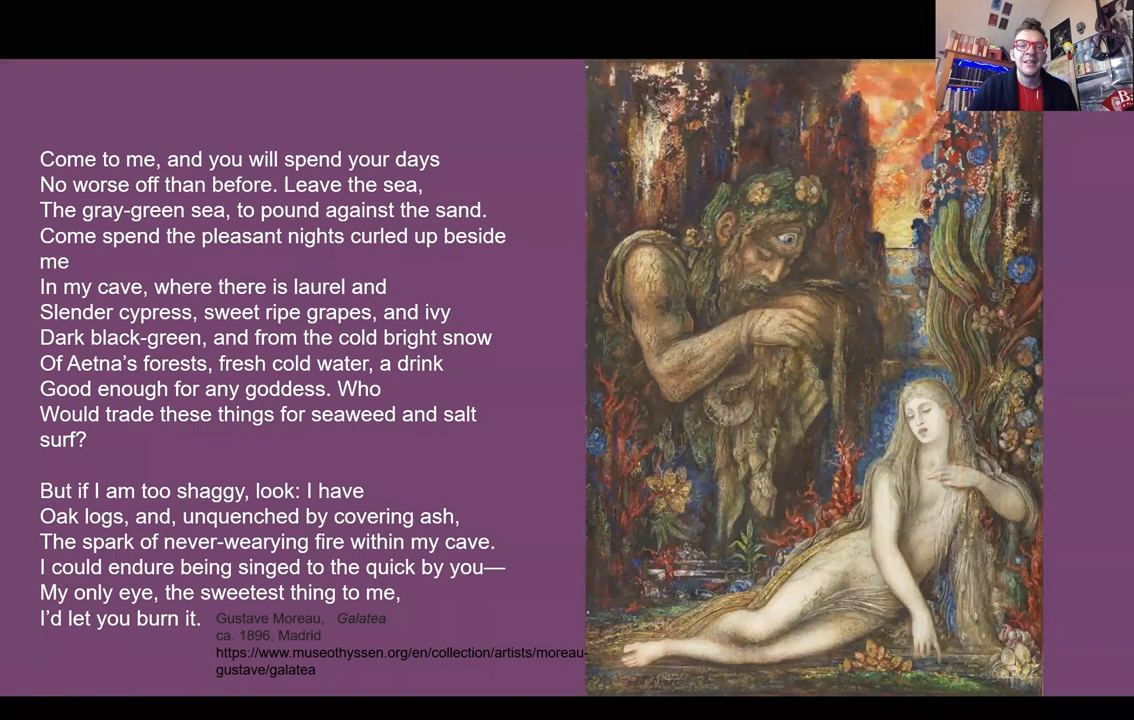 Come to me, and you will spend your days
No worse off than before. Leave the sea,
The gray-green sea, to pound against the sand.
Come spend the pleasant nights curled up beside
me
In my cave, where there is laurel and
Slender cypress, sweet ripe grapes, and ivy
Dark black-green, and from the cold bright snow
Of Aetna's forests, fresh cold water, a drink
Good enough for any goddess. Who
Would trade these things for seaweed and salt
surf?
But if I am too shaggy, look: I have
Oak logs, and, unquenched by covering ash,
The spark of never-wearying fire within my cave.
I could endure being singed to the quick by you—
My only eye, the sweetest thing to me,
I'd let you burn it.
Gustave Moreau, Galatea
ca. 1896, Madrid
https://www.museothyssen.org/en/collection/artists/moreau-
gustave/galatea